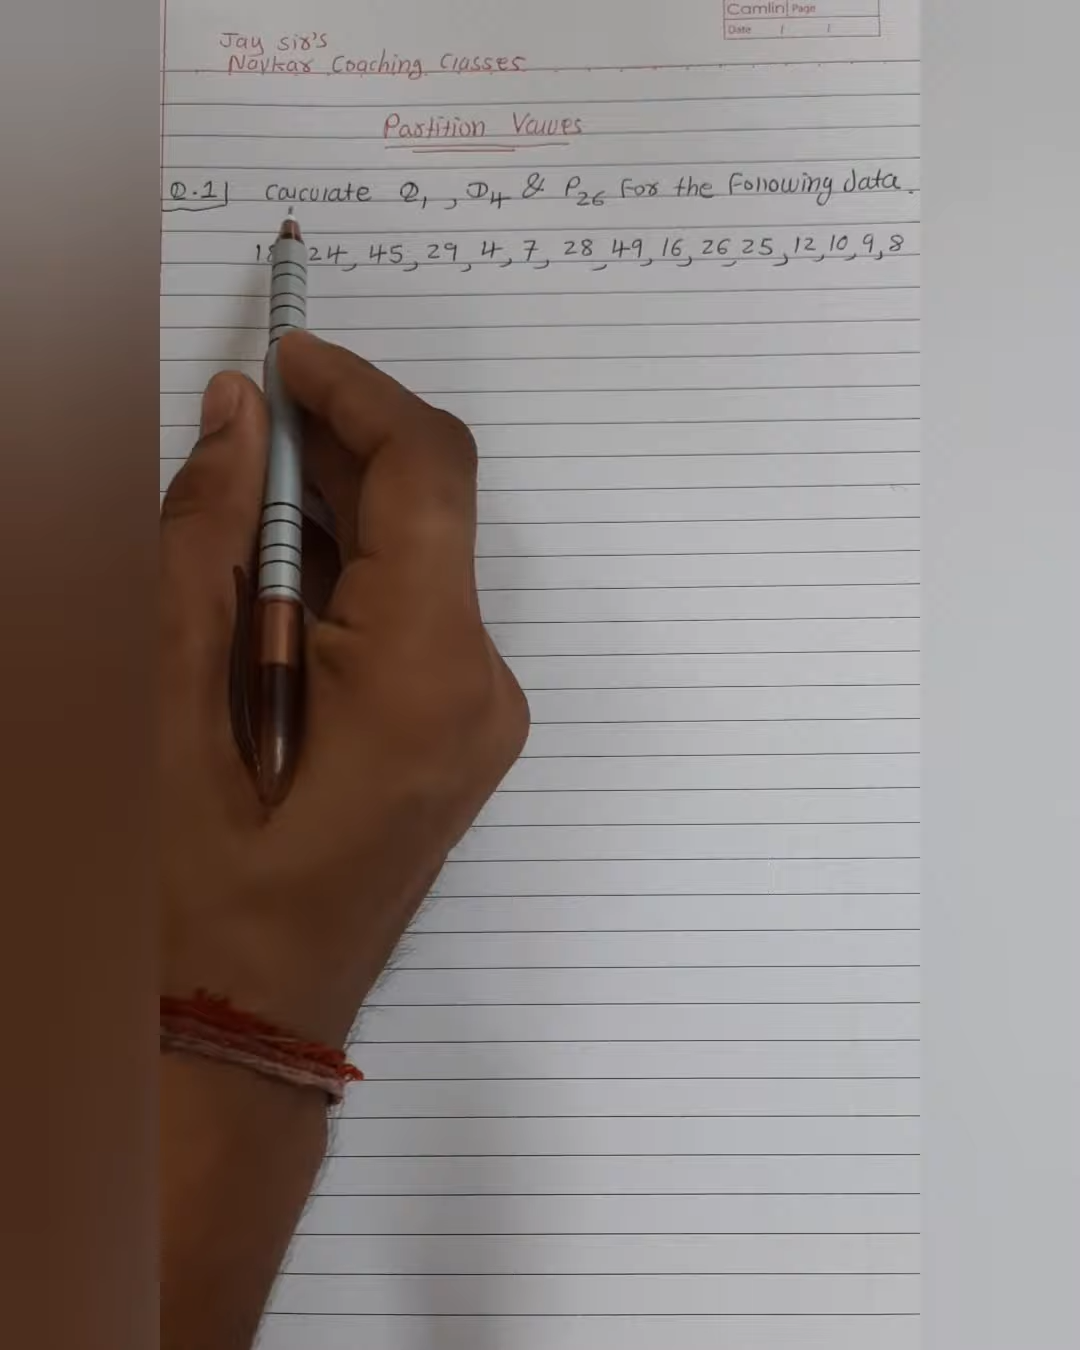 Camlin Page
Date / /
Jay sir's
Navkar Coaching Classes
Partition Values
Q.1] Calculate Q1, D4 & P26 For the Following data.
24, 45, 29, 4, 7, 28, 49, 16, 26, 25, 12, 10, 9, 8